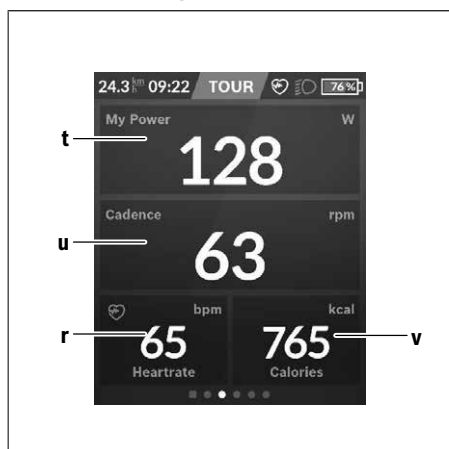 24.3 km/h 09:22 TOUR 76%
My Power W
t
128
Cadence rpm
u
63
bpm kcal
r 65 765 v
Heartrate Calories